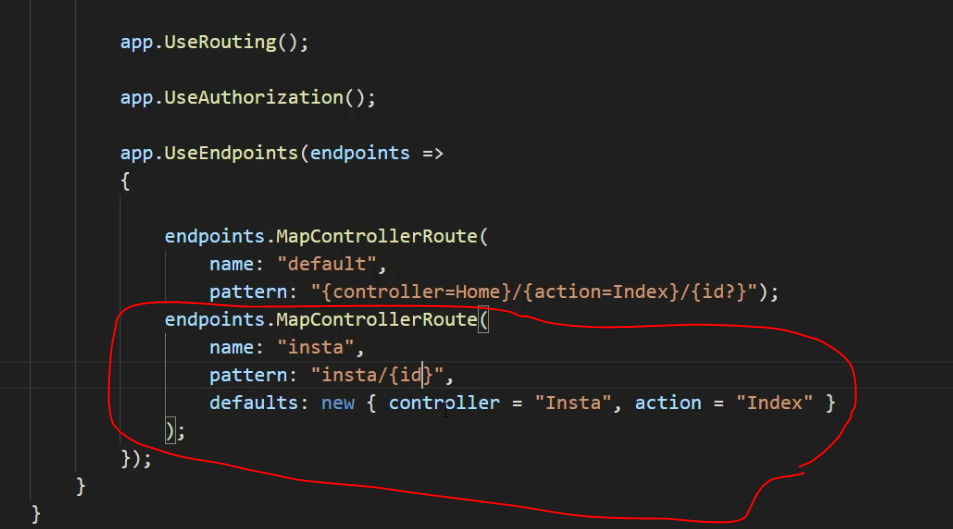 app.UseRouting();
app.UseAuthorization();
app.UseEndpoints(endpoints =>
{
endpoints.MapControllerRoute(
name: "default",
pattern: "{controller=Home}/{action=Index}/{id?}");
endpoints.MapControllerRoute(
name: "insta",
pattern: "insta/{id}",
defaults: new { controller = "Insta", action = "Index" }
);
});
}
}